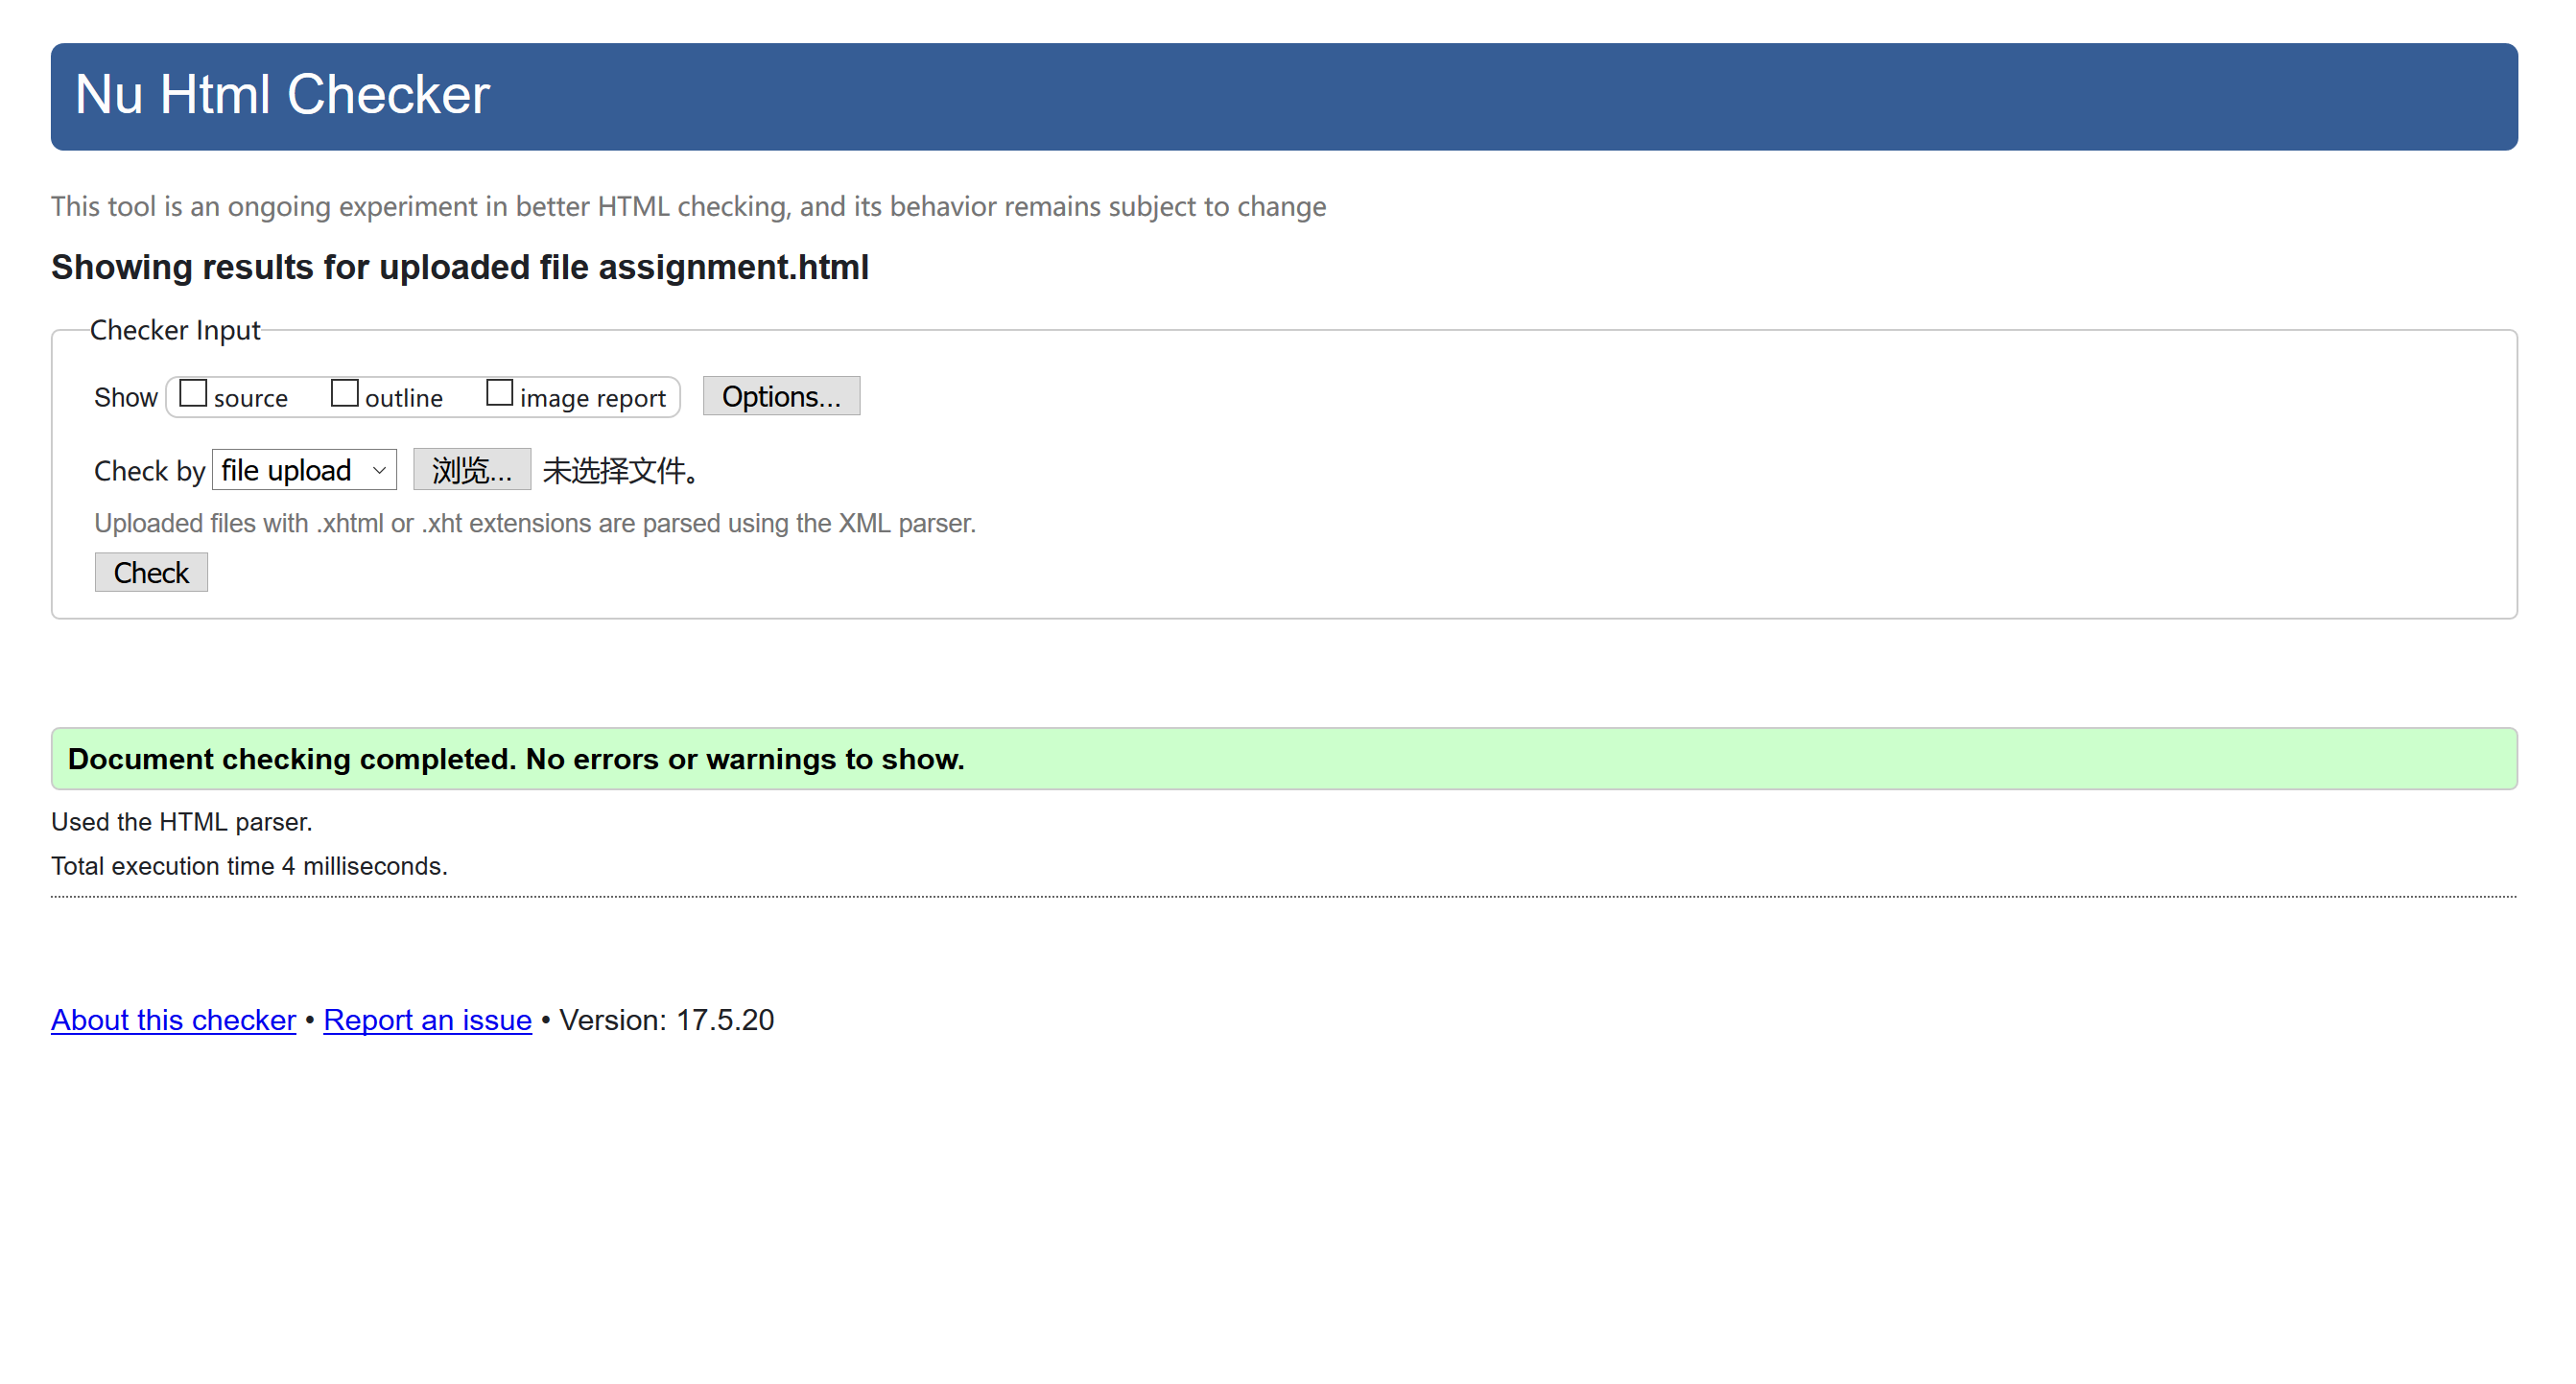 Nu Html Checker
This tool is an ongoing experiment in better HTML checking, and its behavior remains subject to change
Showing results for uploaded file assignment.html
Checker Input
Show source outline image report Options...
Check by file upload 浏览... 未选择文件。
Uploaded files with .xhtml or .xht extensions are parsed using the XML parser.
Check
Document checking completed. No errors or warnings to show.
Used the HTML parser.
Total execution time 4 milliseconds.
About this checker • Report an issue • Version: 17.5.20